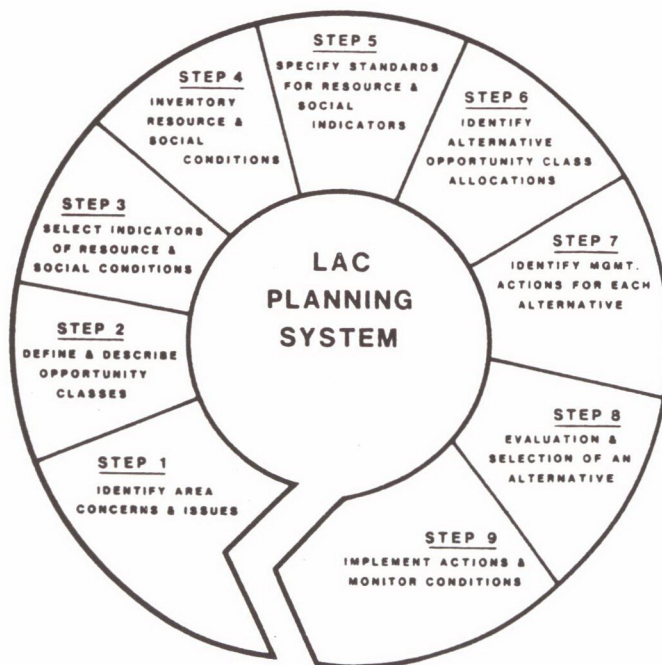 LAC
PLANNING
SYSTEM
STEP 1
IDENTIFY AREA
CONCERNS & ISSUES
STEP 2
DEFINE & DESCRIBE
OPPORTUNITY
CLASSES
STEP 3
SELECT INDICATORS
OF RESOURCE &
SOCIAL CONDITIONS
STEP 4
INVENTORY
RESOURCE &
SOCIAL
CONDITIONS
STEP 5
SPECIFY STANDARDS
FOR RESOURCE &
SOCIAL
INDICATORS
STEP 6
IDENTIFY
ALTERNATIVE
OPPORTUNITY CLASS
ALLOCATIONS
STEP 7
IDENTIFY MGMT.
ACTIONS FOR EACH
ALTERNATIVE
STEP 8
EVALUATION &
SELECTION OF AN
ALTERNATIVE
STEP 9
IMPLEMENT ACTIONS &
MONITOR CONDITIONS